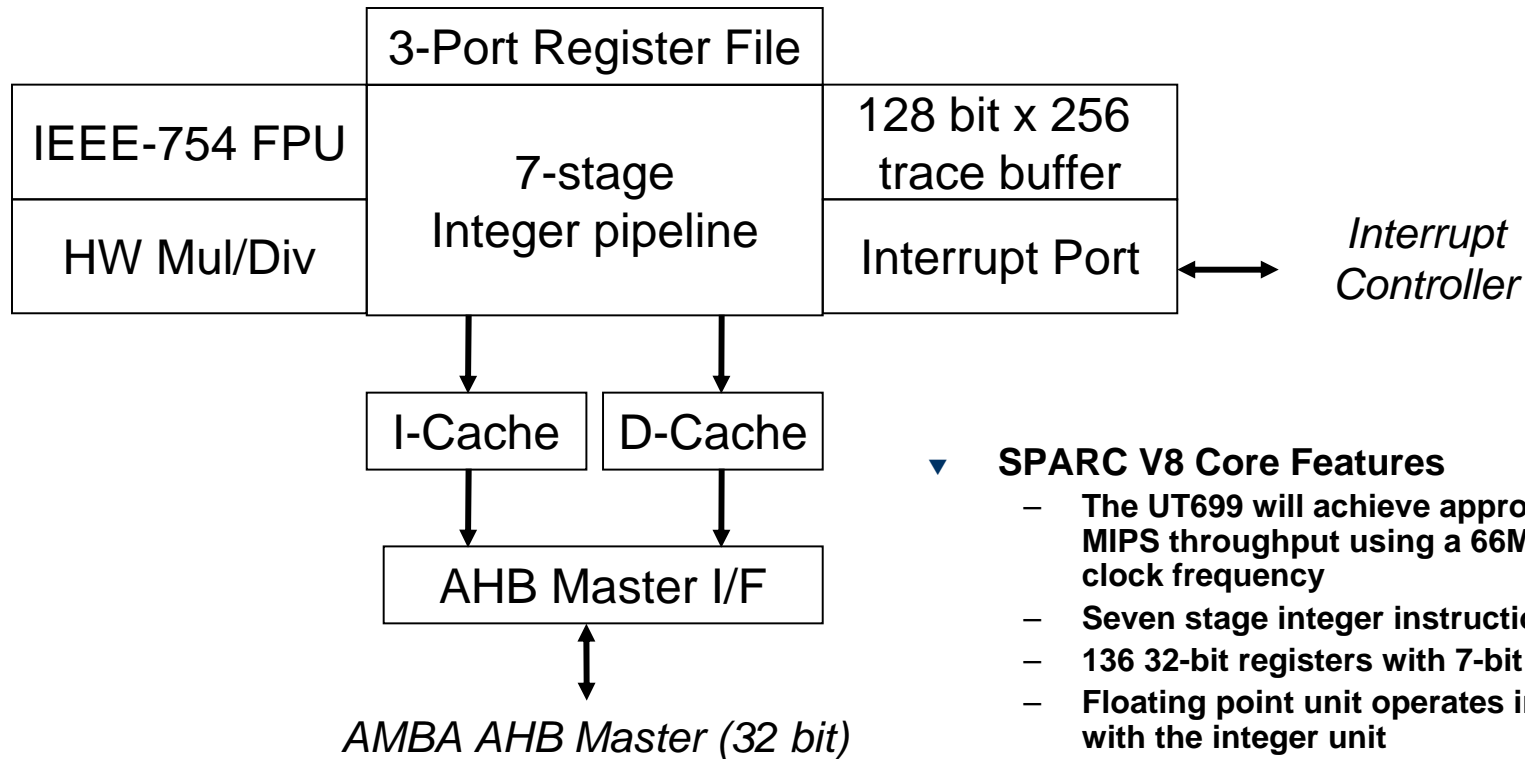 3-Port Register File
IEEE-754 FPU
7-stage
Integer pipeline
128 bit x 256
trace buffer
HW Mul/Div
Interrupt Port
Interrupt
Controller
I-Cache
D-Cache
AHB Master I/F
AMBA AHB Master (32 bit)
SPARC V8 Core Features
– The UT699 will achieve
MIPS throughput using a
clock frequency
– Seven stage integer
– 136 32-bit registers with 7-bit
– Floating point unit operates
with the integer unit